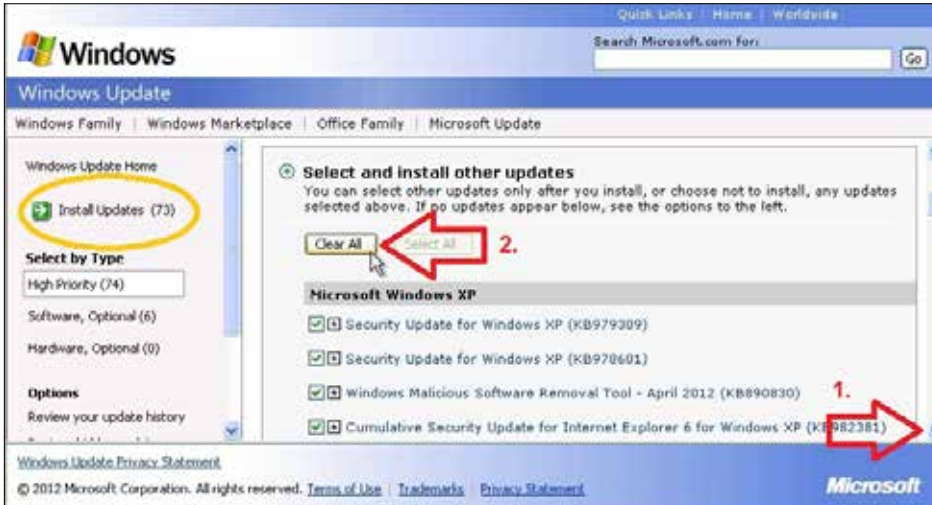 Quick Links | Home | Worldwide
Search Microsoft.com for:
Windows
Go
Windows Update
Windows Family | Windows Marketplace | Office Family | Microsoft Update
Windows Update Home
Install Updates (73)
Select by Type
High Priority (74)
Software, Optional (6)
Hardware, Optional (0)
Options
Review your update history
Select and install other updates
You can select other updates only after you install, or choose not to install, any updates
selected above. If no updates appear below, see the options to the left.
Clear All
Select All
2.
Microsoft Windows XP
Security Update for Windows XP (KB979309)
Security Update for Windows XP (KB978601)
Windows Malicious Software Removal Tool - April 2012 (KB890830)
1.
Cumulative Security Update for Internet Explorer 6 for Windows XP (KB982381)
Windows Update Privacy Statement
© 2012 Microsoft Corporation. All rights reserved. Terms of Use | Trademarks | Privacy Statement
Microsoft